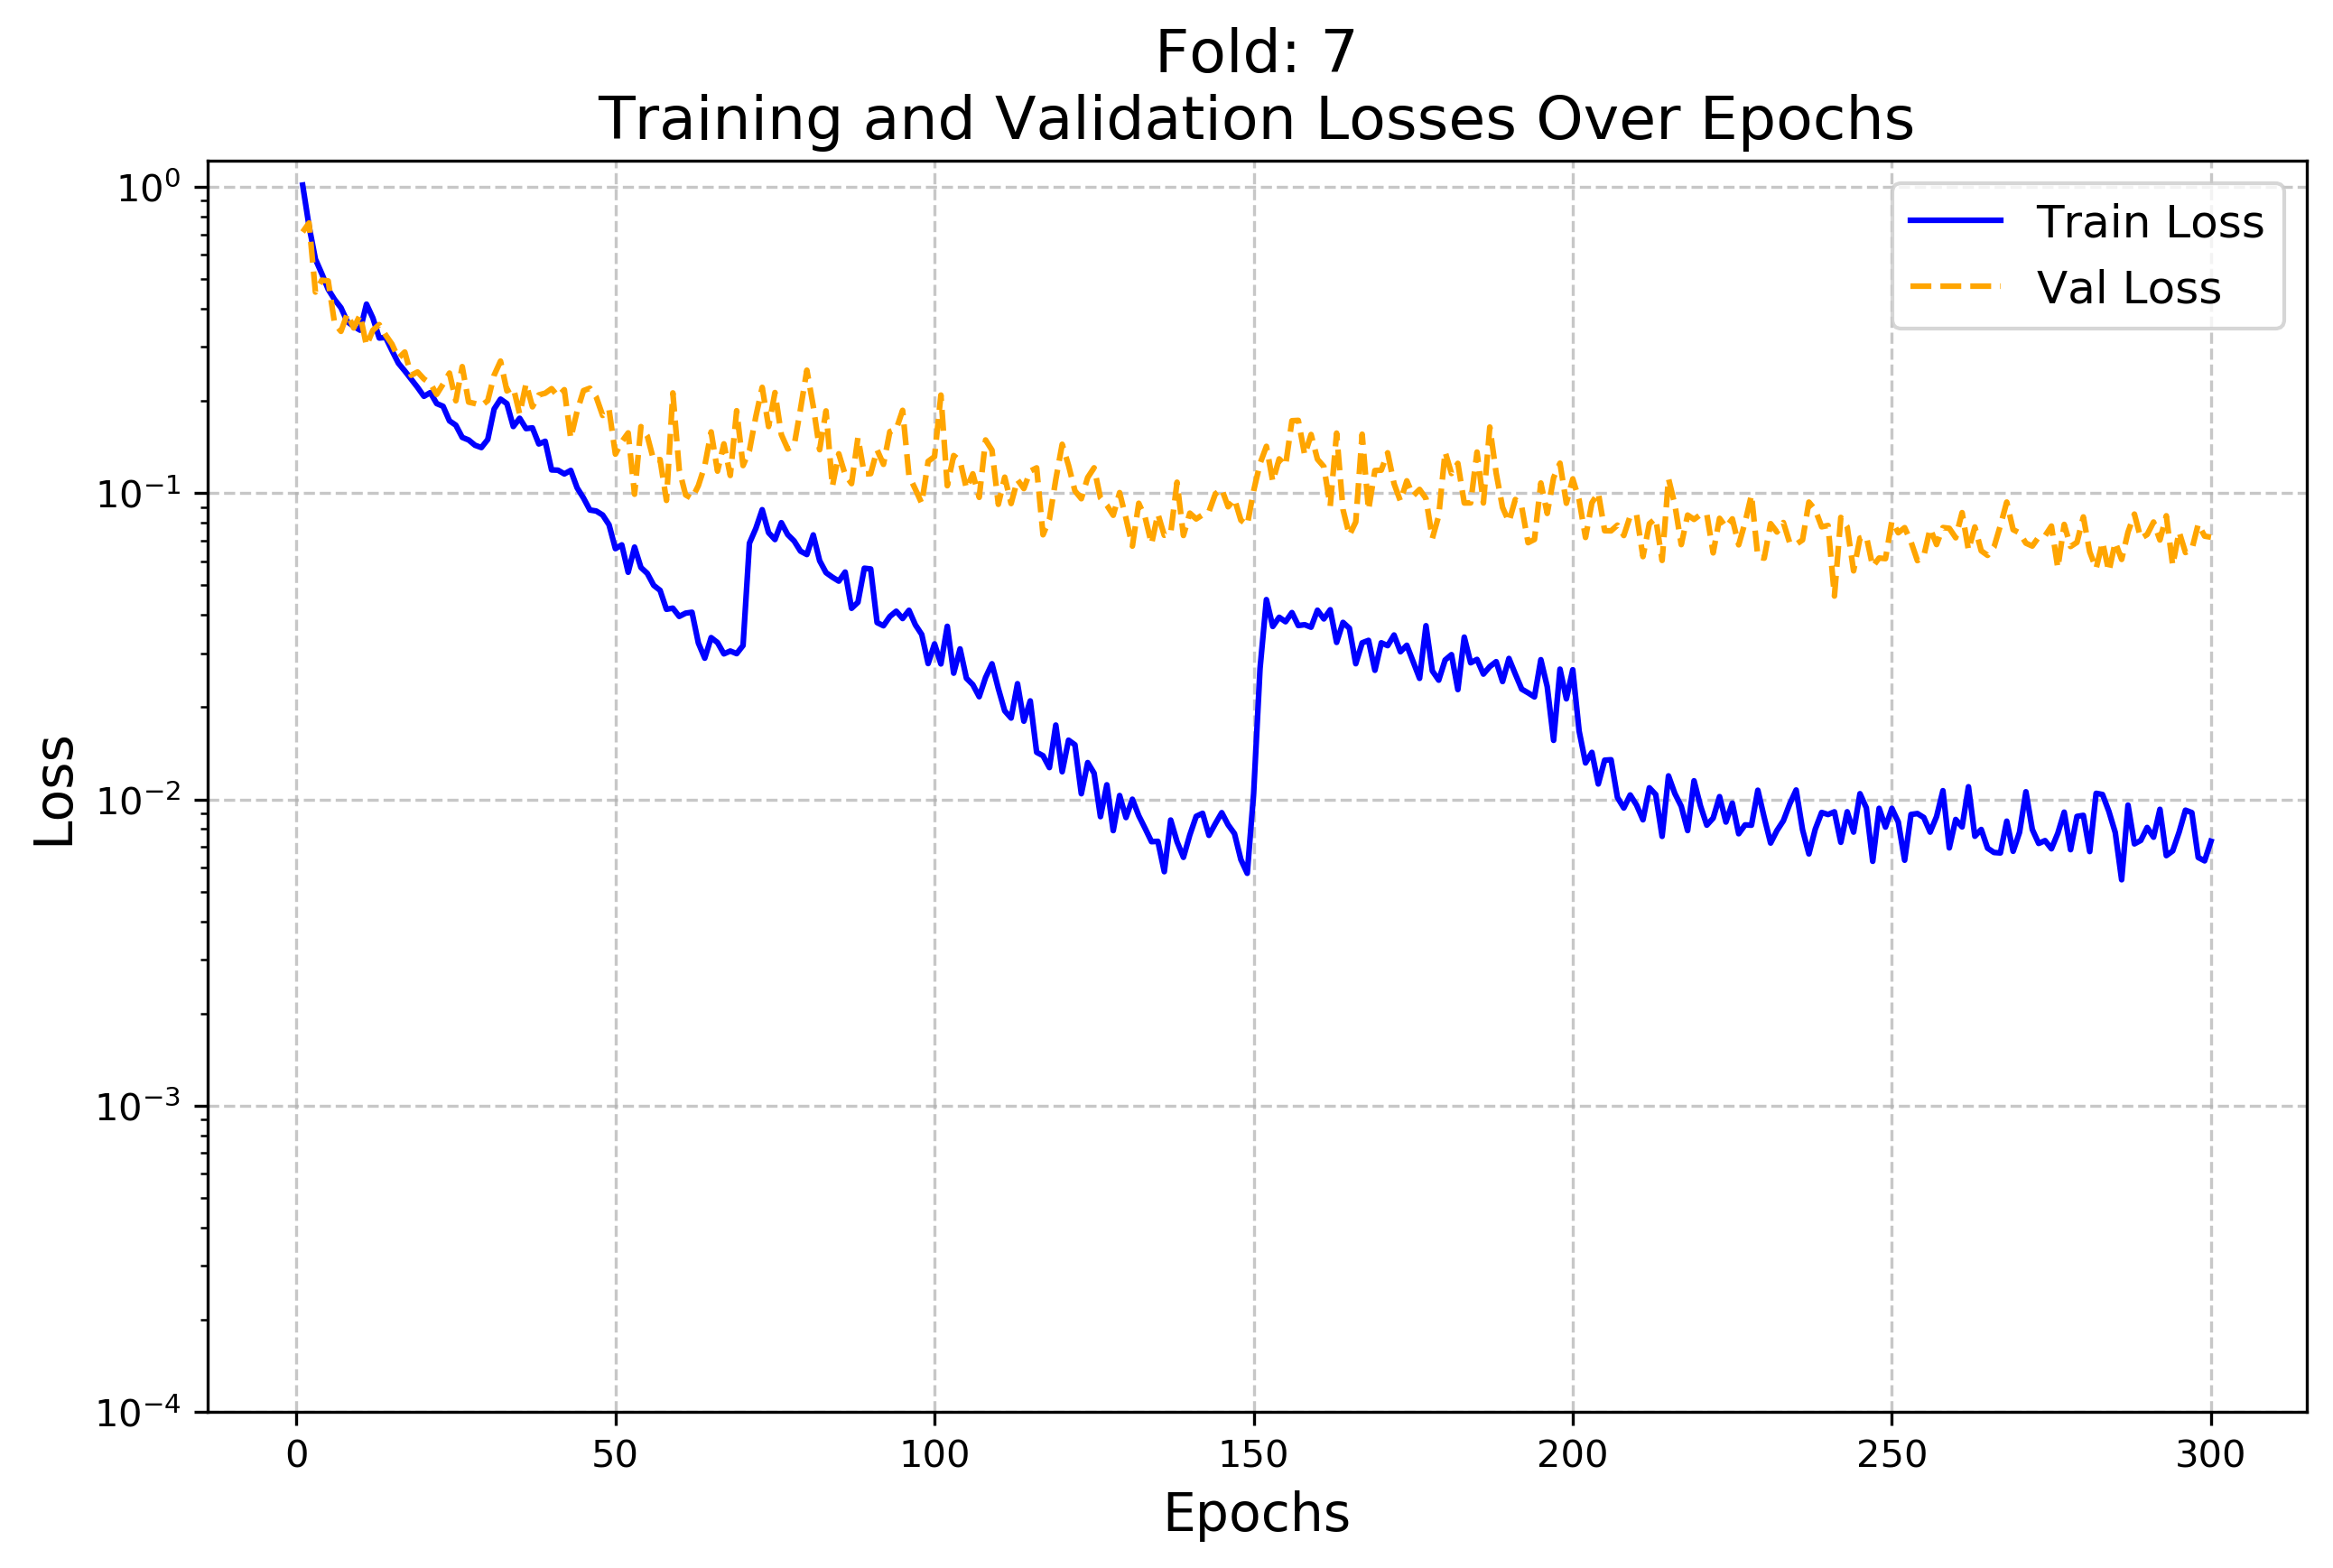 Fold: 7
Training and Validation Losses Over Epochs
10⁰
10⁻¹
10⁻²
10⁻³
10⁻⁴
Loss
Train Loss
Val Loss
0 50 100 150 200 250 300
Epochs